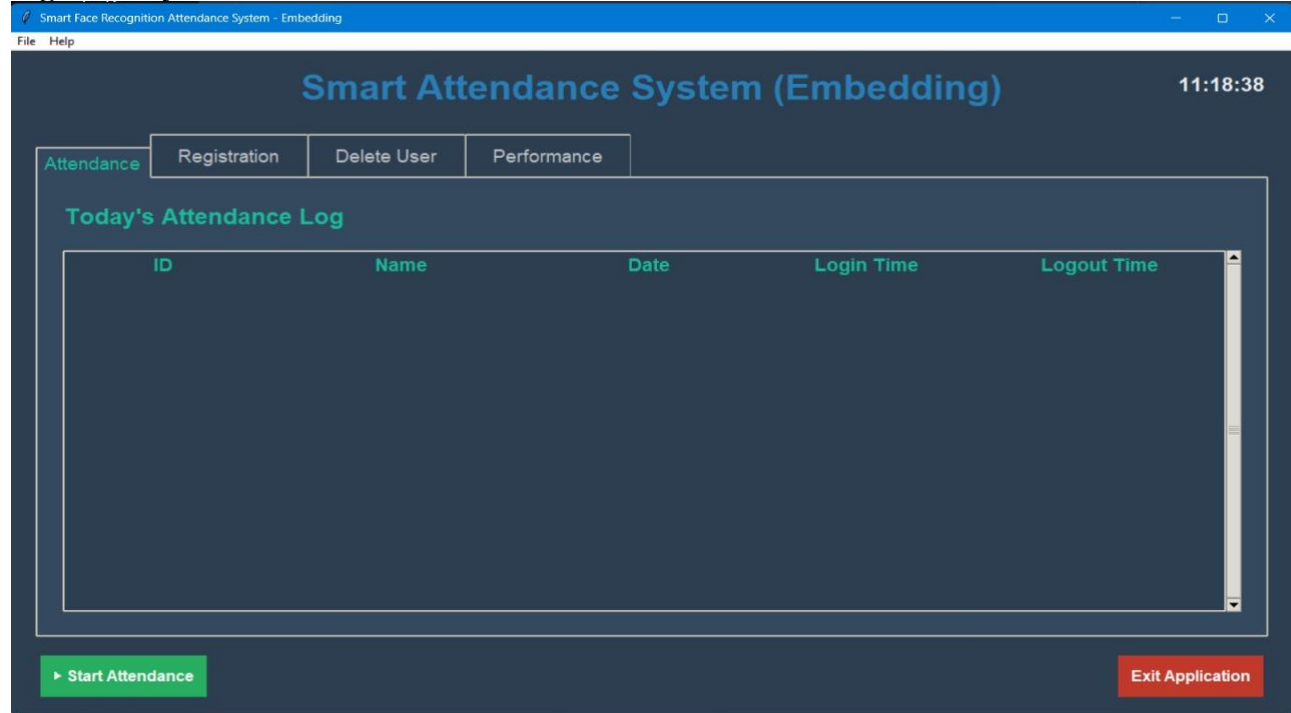 Smart Face Recognition Attendance System - Embedding
File Help
Smart Attendance System (Embedding)
11:18:38
Attendance Registration Delete User Performance
Today's Attendance Log
ID Name Date Login Time Logout Time
Start Attendance
Exit Application